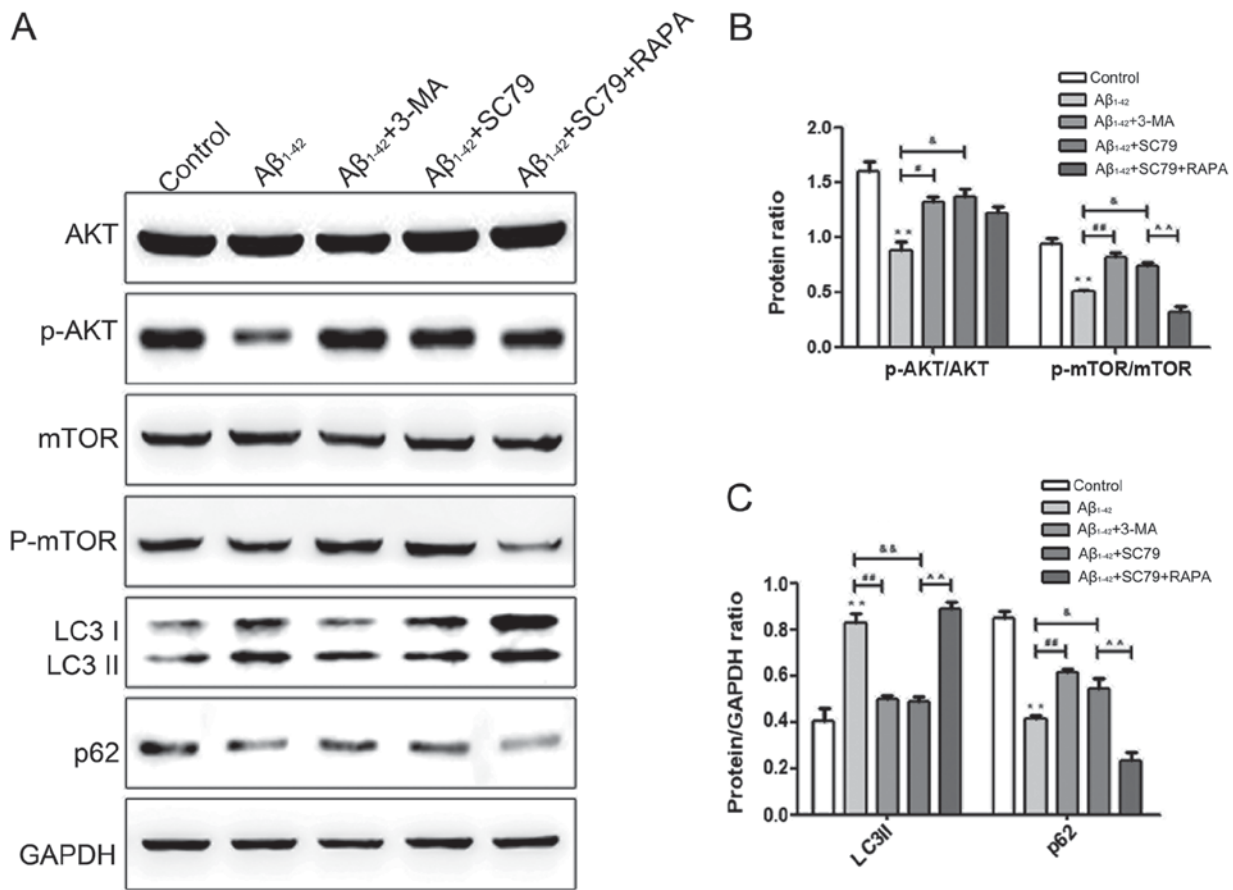 A
Control
Aβ₁₋₄₂
Aβ₁₋₄₂+3-MA
Aβ₁₋₄₂+SC79
Aβ₁₋₄₂+SC79+RAPA
AKT
p-AKT
mTOR
P-mTOR
LC3 I
LC3 II
p62
GAPDH
B
Control
Aβ₁₋₄₂
Aβ₁₋₄₂+3-MA
Aβ₁₋₄₂+SC79
Aβ₁₋₄₂+SC79+RAPA
Protein ratio
2.0
1.5
1.0
0.5
0.0
&
#
**
&
##
^^
**
p-AKT/AKT
p-mTOR/mTOR
C
Control
Aβ₁₋₄₂
Aβ₁₋₄₂+3-MA
Aβ₁₋₄₂+SC79
Aβ₁₋₄₂+SC79+RAPA
Protein/GAPDH ratio
1.0
0.8
0.6
0.4
0.2
0.0
&&
##
^^
**
&
##
^^
**
LC3II
p62